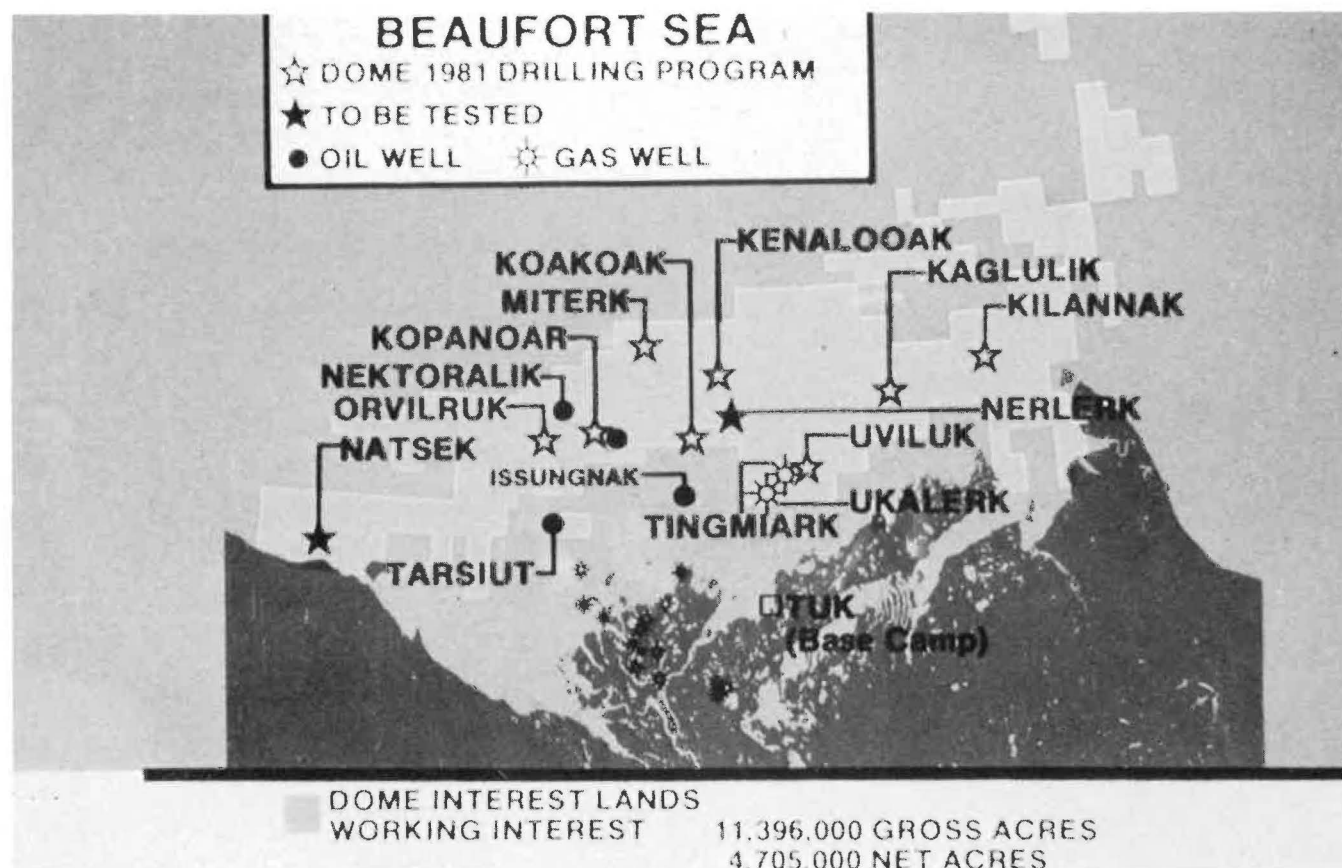 BEAUFORT SEA
DOME 1981 DRILLING PROGRAM
TO BE TESTED
OIL WELL GAS WELL
KENALOOAK
KOAKOAK
KAGLULIK
MITERK
KILANNAK
KOPANOAR
NEKTORALIK
ORVILRUK
NERLERK
NATSEK
UVILUK
ISSUNGNAK
UKALERK
TINGMIARK
TARSIUT
TUK
(Base Camp)
DOME INTEREST LANDS
WORKING INTEREST 11.396.000 GROSS ACRES
4.705.000 NET ACRES